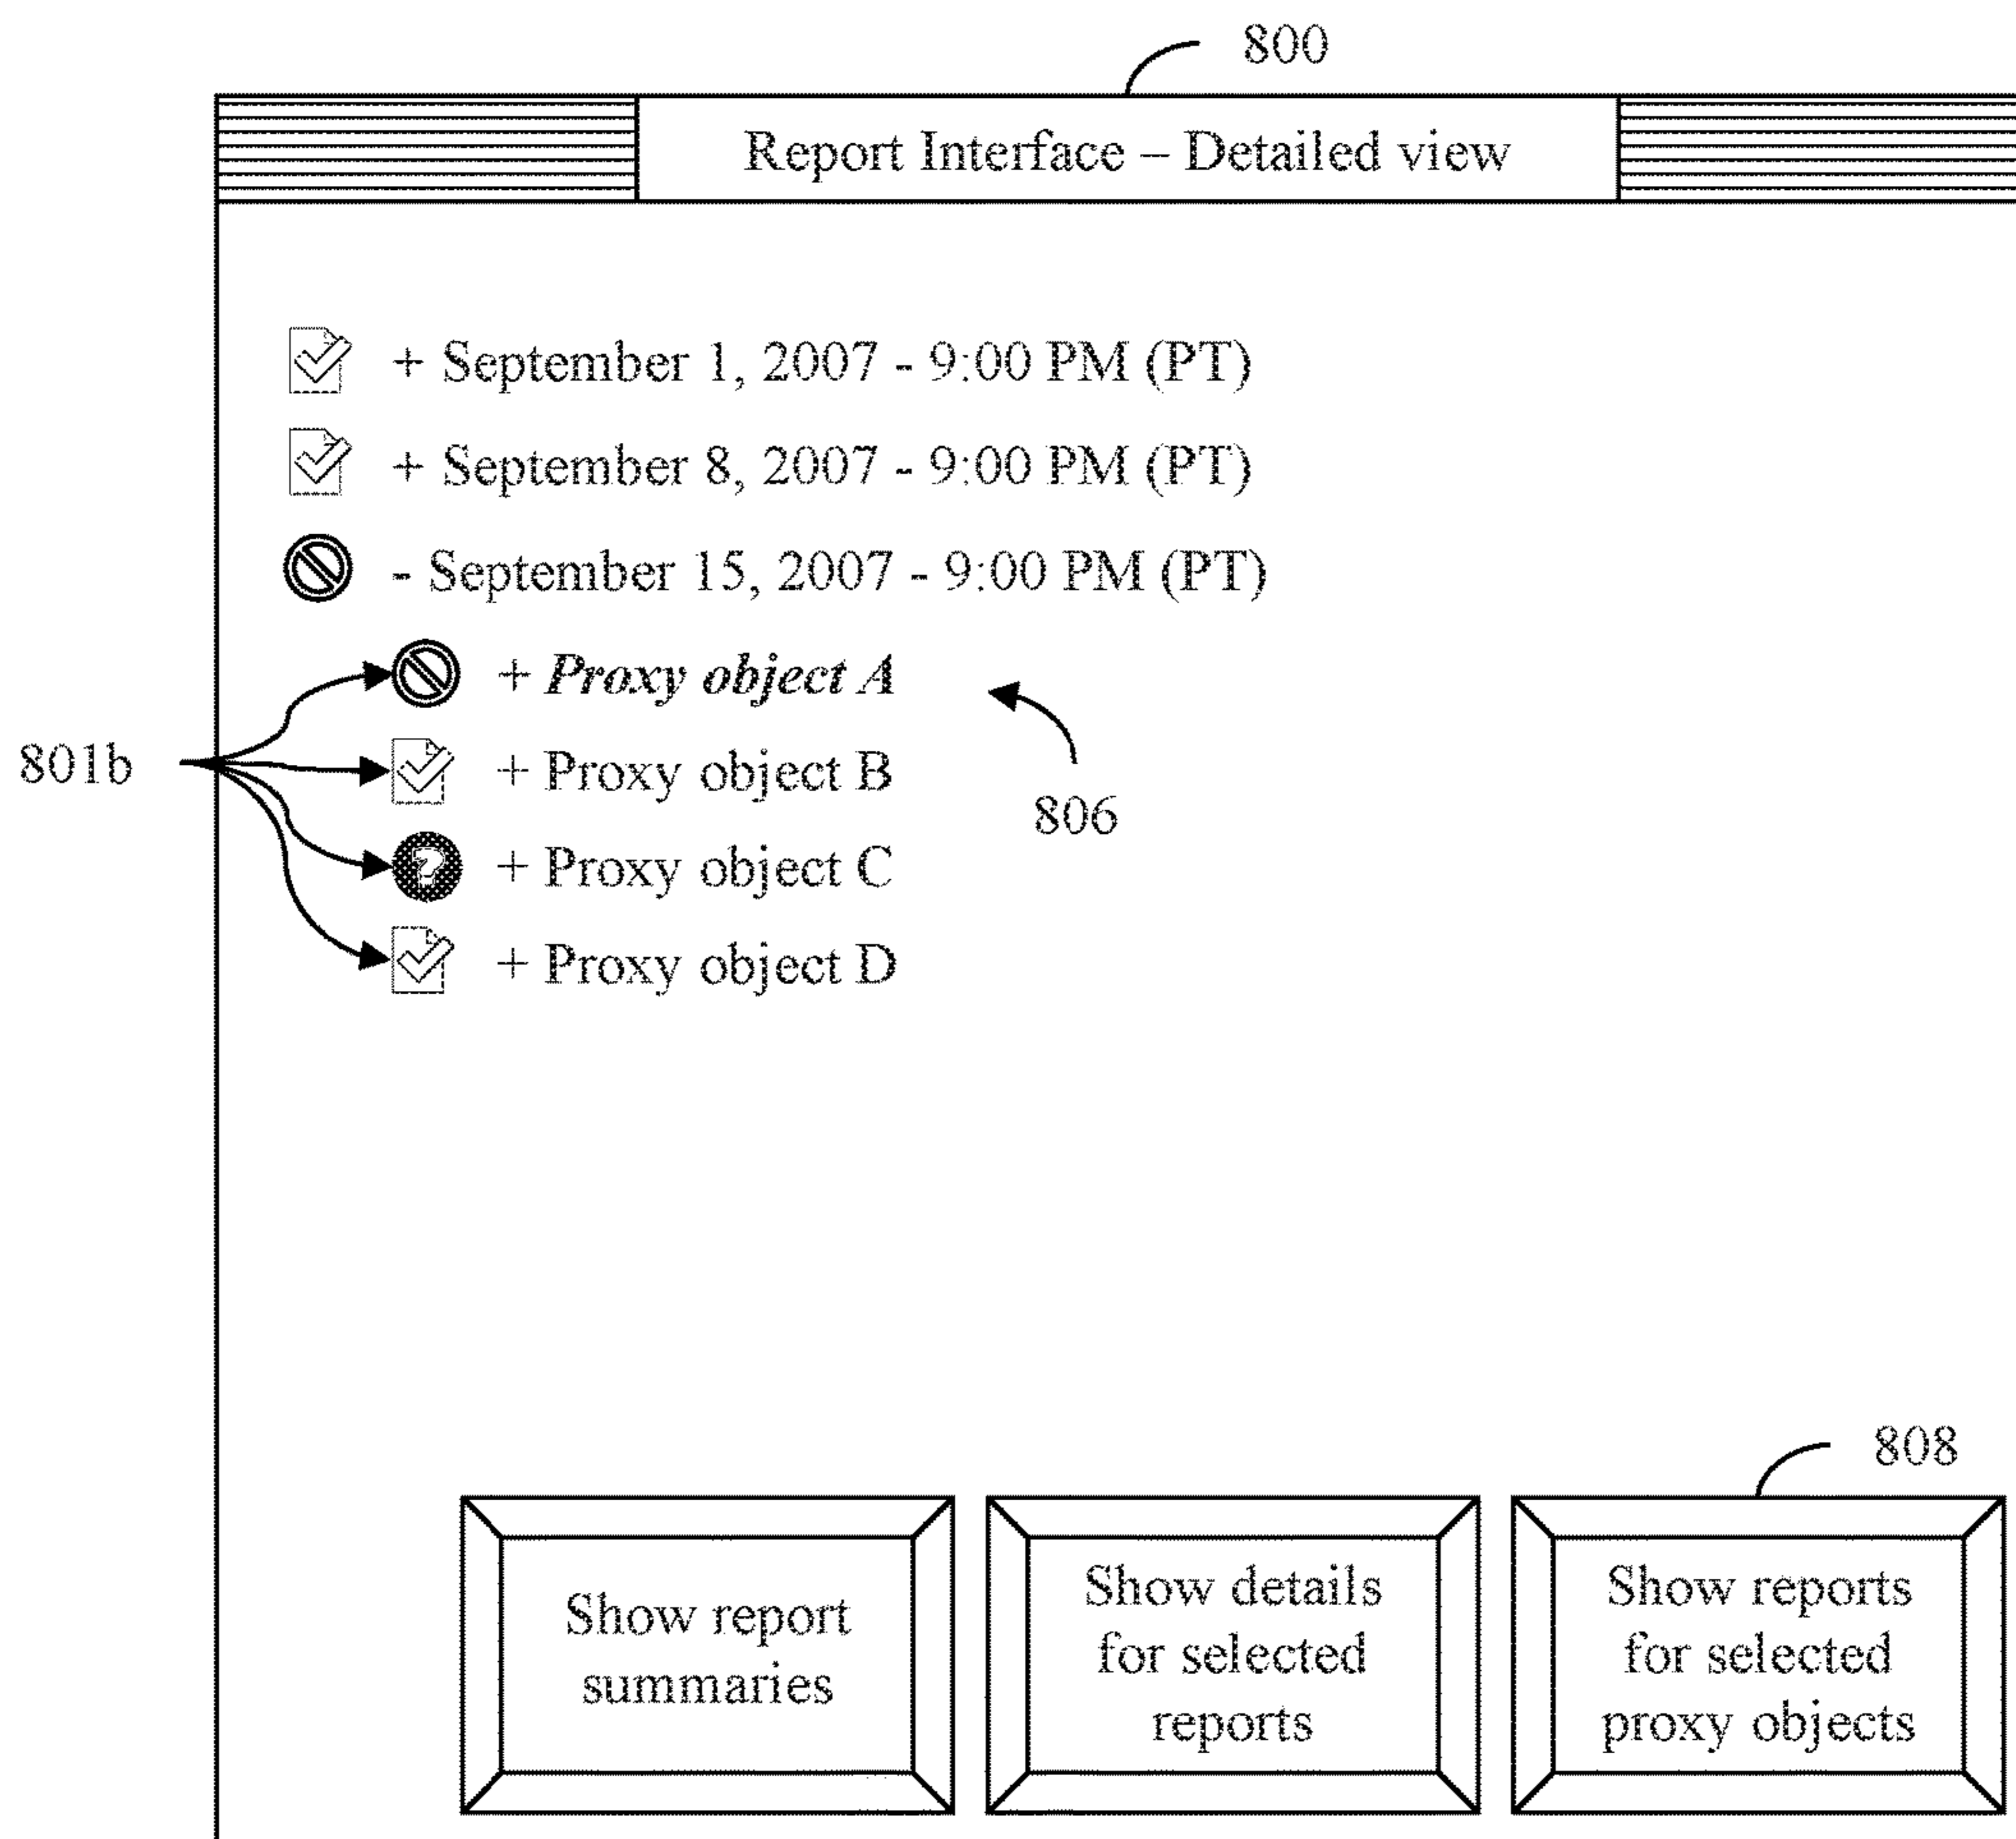 800
Report Interface – Detailed view
+ September 1, 2007 - 9:00 PM (PT)
+ September 8, 2007 - 9:00 PM (PT)
- September 15, 2007 - 9:00 PM (PT)
+ Proxy object A
801b
+ Proxy object B
806
?
+ Proxy object C
+ Proxy object D
808
Show report
summaries
Show details
for selected
reports
Show reports
for selected
proxy objects